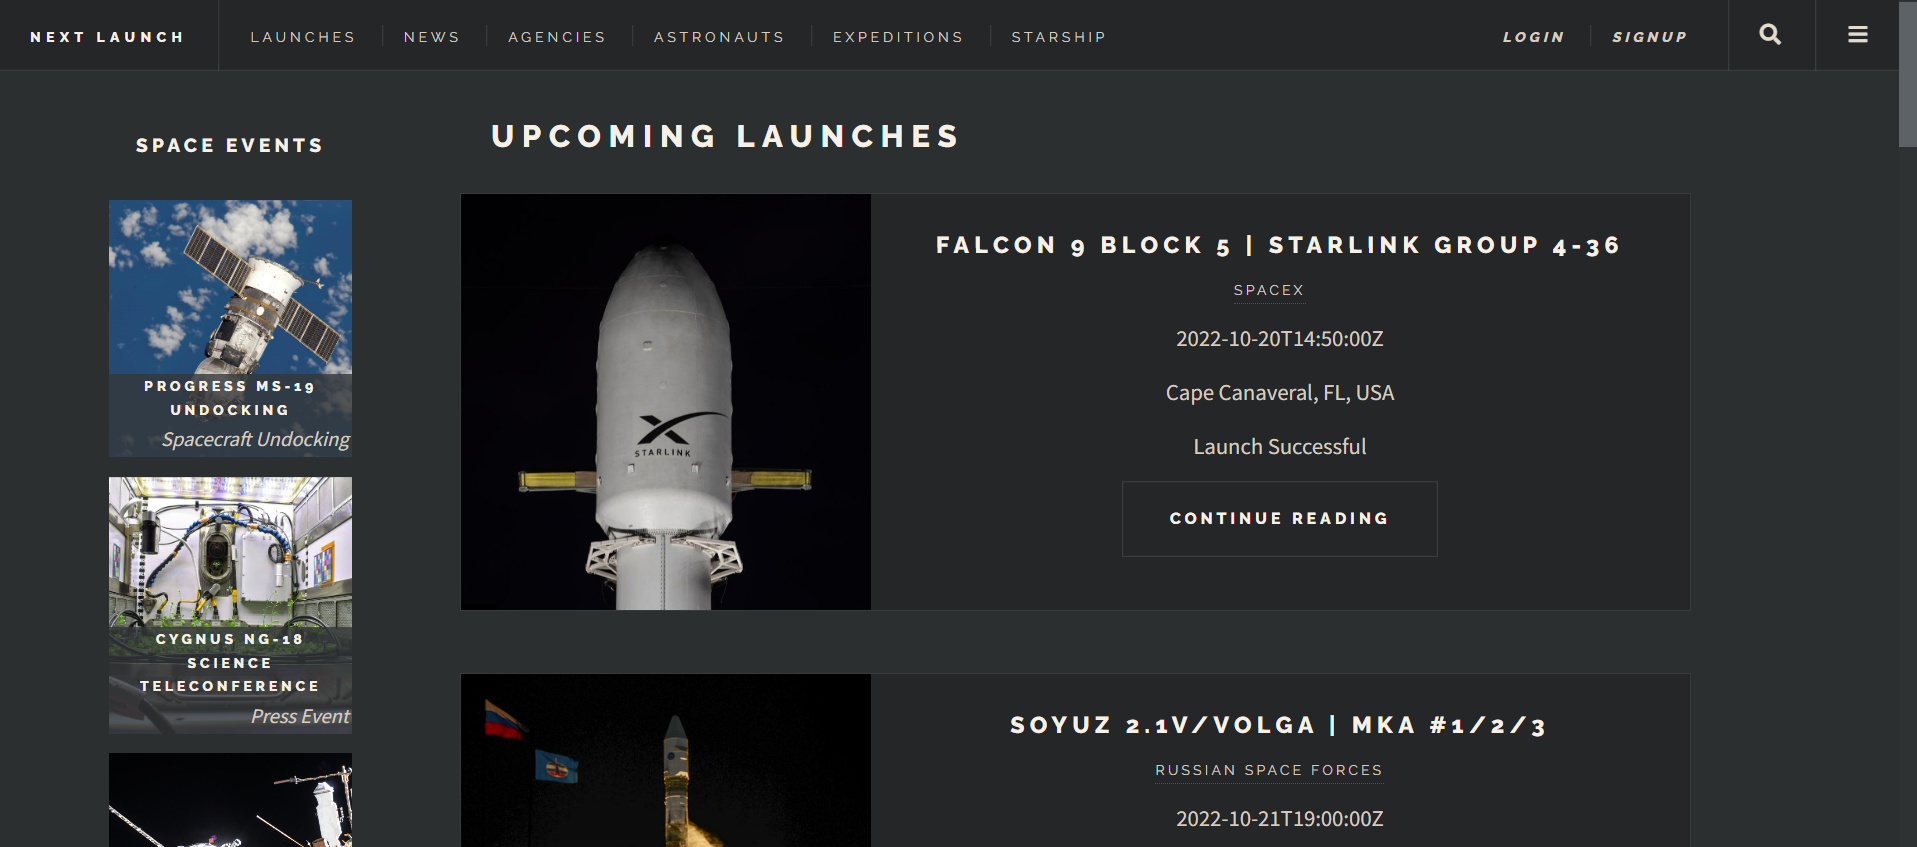 NEXT LAUNCH
LAUNCHES
NEWS
AGENCIES
ASTRONAUTS
EXPEDITIONS
STARSHIP
LOGIN
SIGNUP
SPACE EVENTS
PROGRESS MS-19
UNDOCKING
Spacecraft Undocking
CYGNUS NG-18
SCIENCE
TELECONFERENCE
Press Event
UPCOMING LAUNCHES
STARLINK
FALCON 9 BLOCK 5 | STARLINK GROUP 4-36
SPACEX
2022-10-20T14:50:00Z
Cape Canaveral, FL, USA
Launch Successful
CONTINUE READING
SOYUZ 2.1V/VOLGA | MKA #1/2/3
RUSSIAN SPACE FORCES
2022-10-21T19:00:00Z